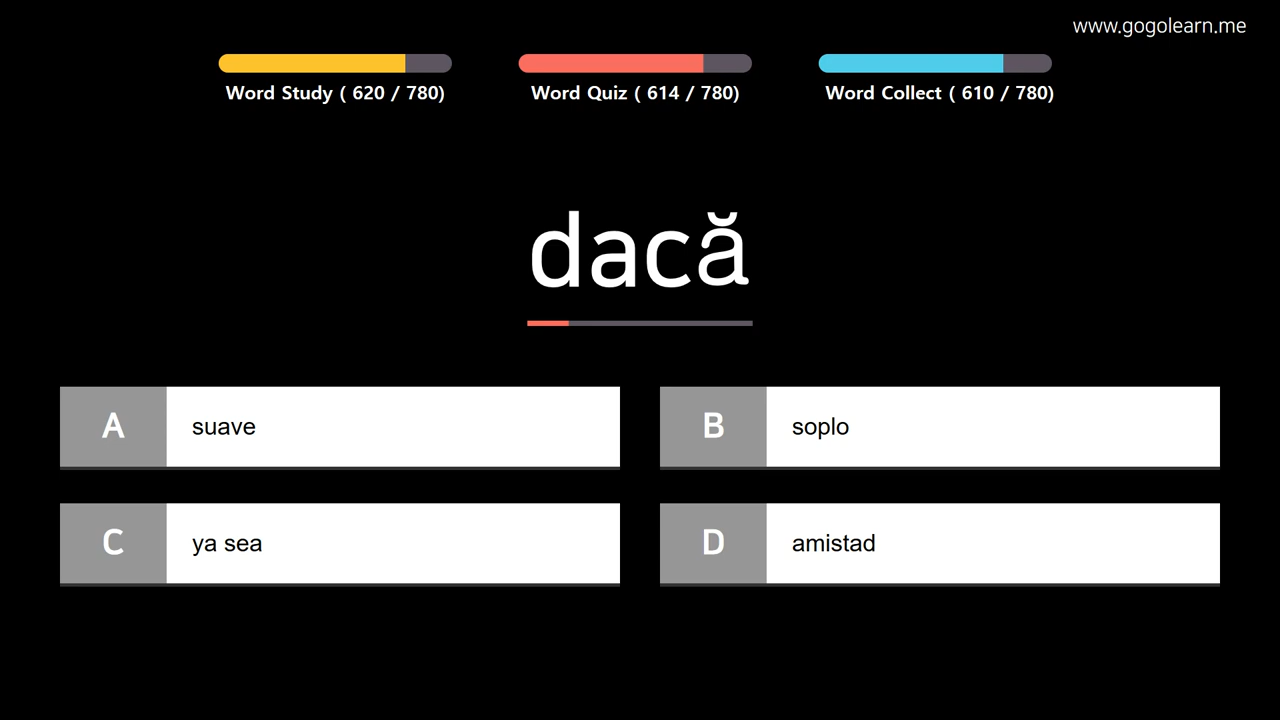 www.gogolearn.me
Word Study ( 620 / 780)
Word Quiz ( 614 / 780)
Word Collect ( 610 / 780)
dacă
A suave
B soplo
C ya sea
D amistad